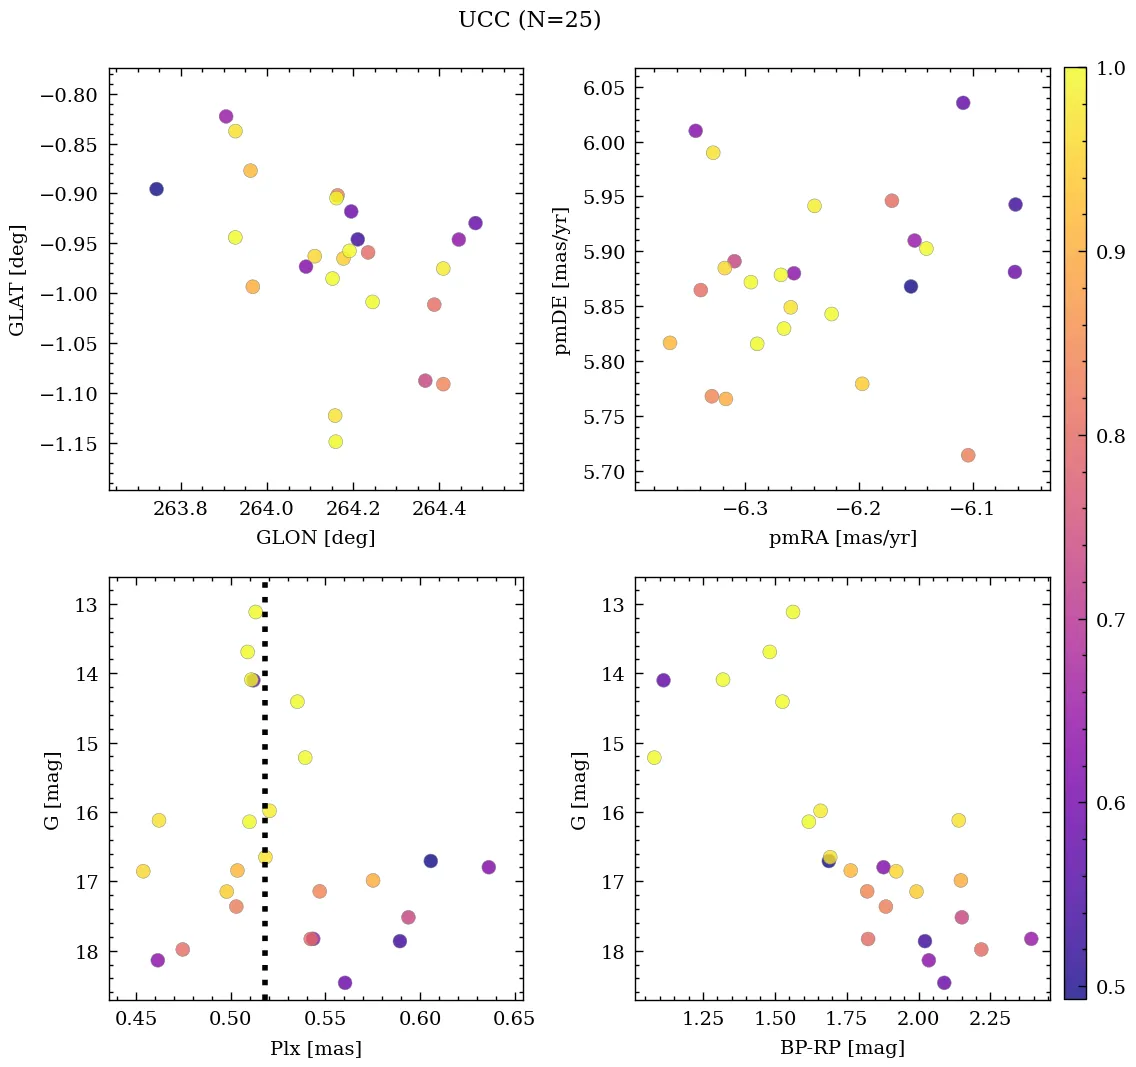 UCC (N=25)
−0.80
−0.85
−0.90
−0.95
−1.00
−1.05
−1.10
−1.15
GLAT [deg]
263.8 264.0 264.2 264.4
GLON [deg]
6.05
6.00
5.95
5.90
5.85
5.80
5.75
5.70
pmDE [mas/yr]
−6.3 −6.2 −6.1
pmRA [mas/yr]
13
14
15
16
17
18
G [mag]
0.45 0.50 0.55 0.60 0.65
Plx [mas]
13
14
15
16
17
18
G [mag]
1.25 1.50 1.75 2.00 2.25
BP-RP [mag]
1.0
0.9
0.8
0.7
0.6
0.5